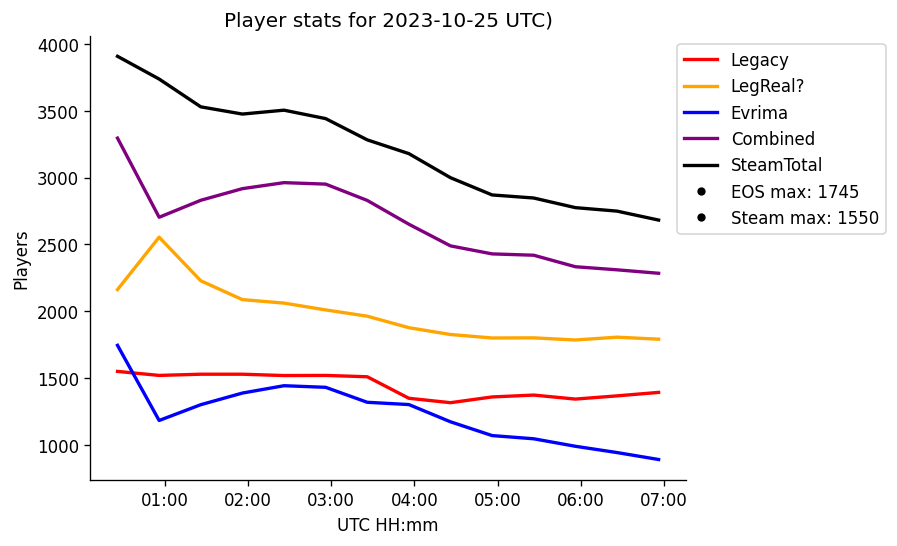 Player stats for 2023-10-25 UTC)
4000
3500
3000
2500
2000
1500
1000
Players
01:00 02:00 03:00 04:00 05:00 06:00 07:00
UTC HH:mm
Legacy
LegReal?
Evrima
Combined
SteamTotal
EOS max: 1745
Steam max: 1550